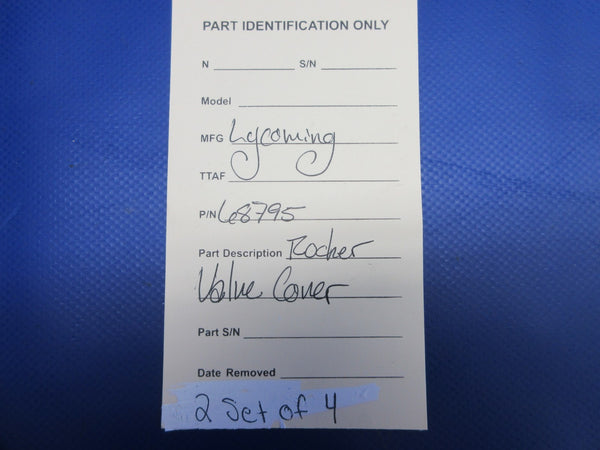 PART IDENTIFICATION ONLY
N S/N
Model
MFG Lycoming
TTAF
P/N 68795
Part Description Rocker
Valve Cover
Part S/N
Date Removed
2 Set of 4